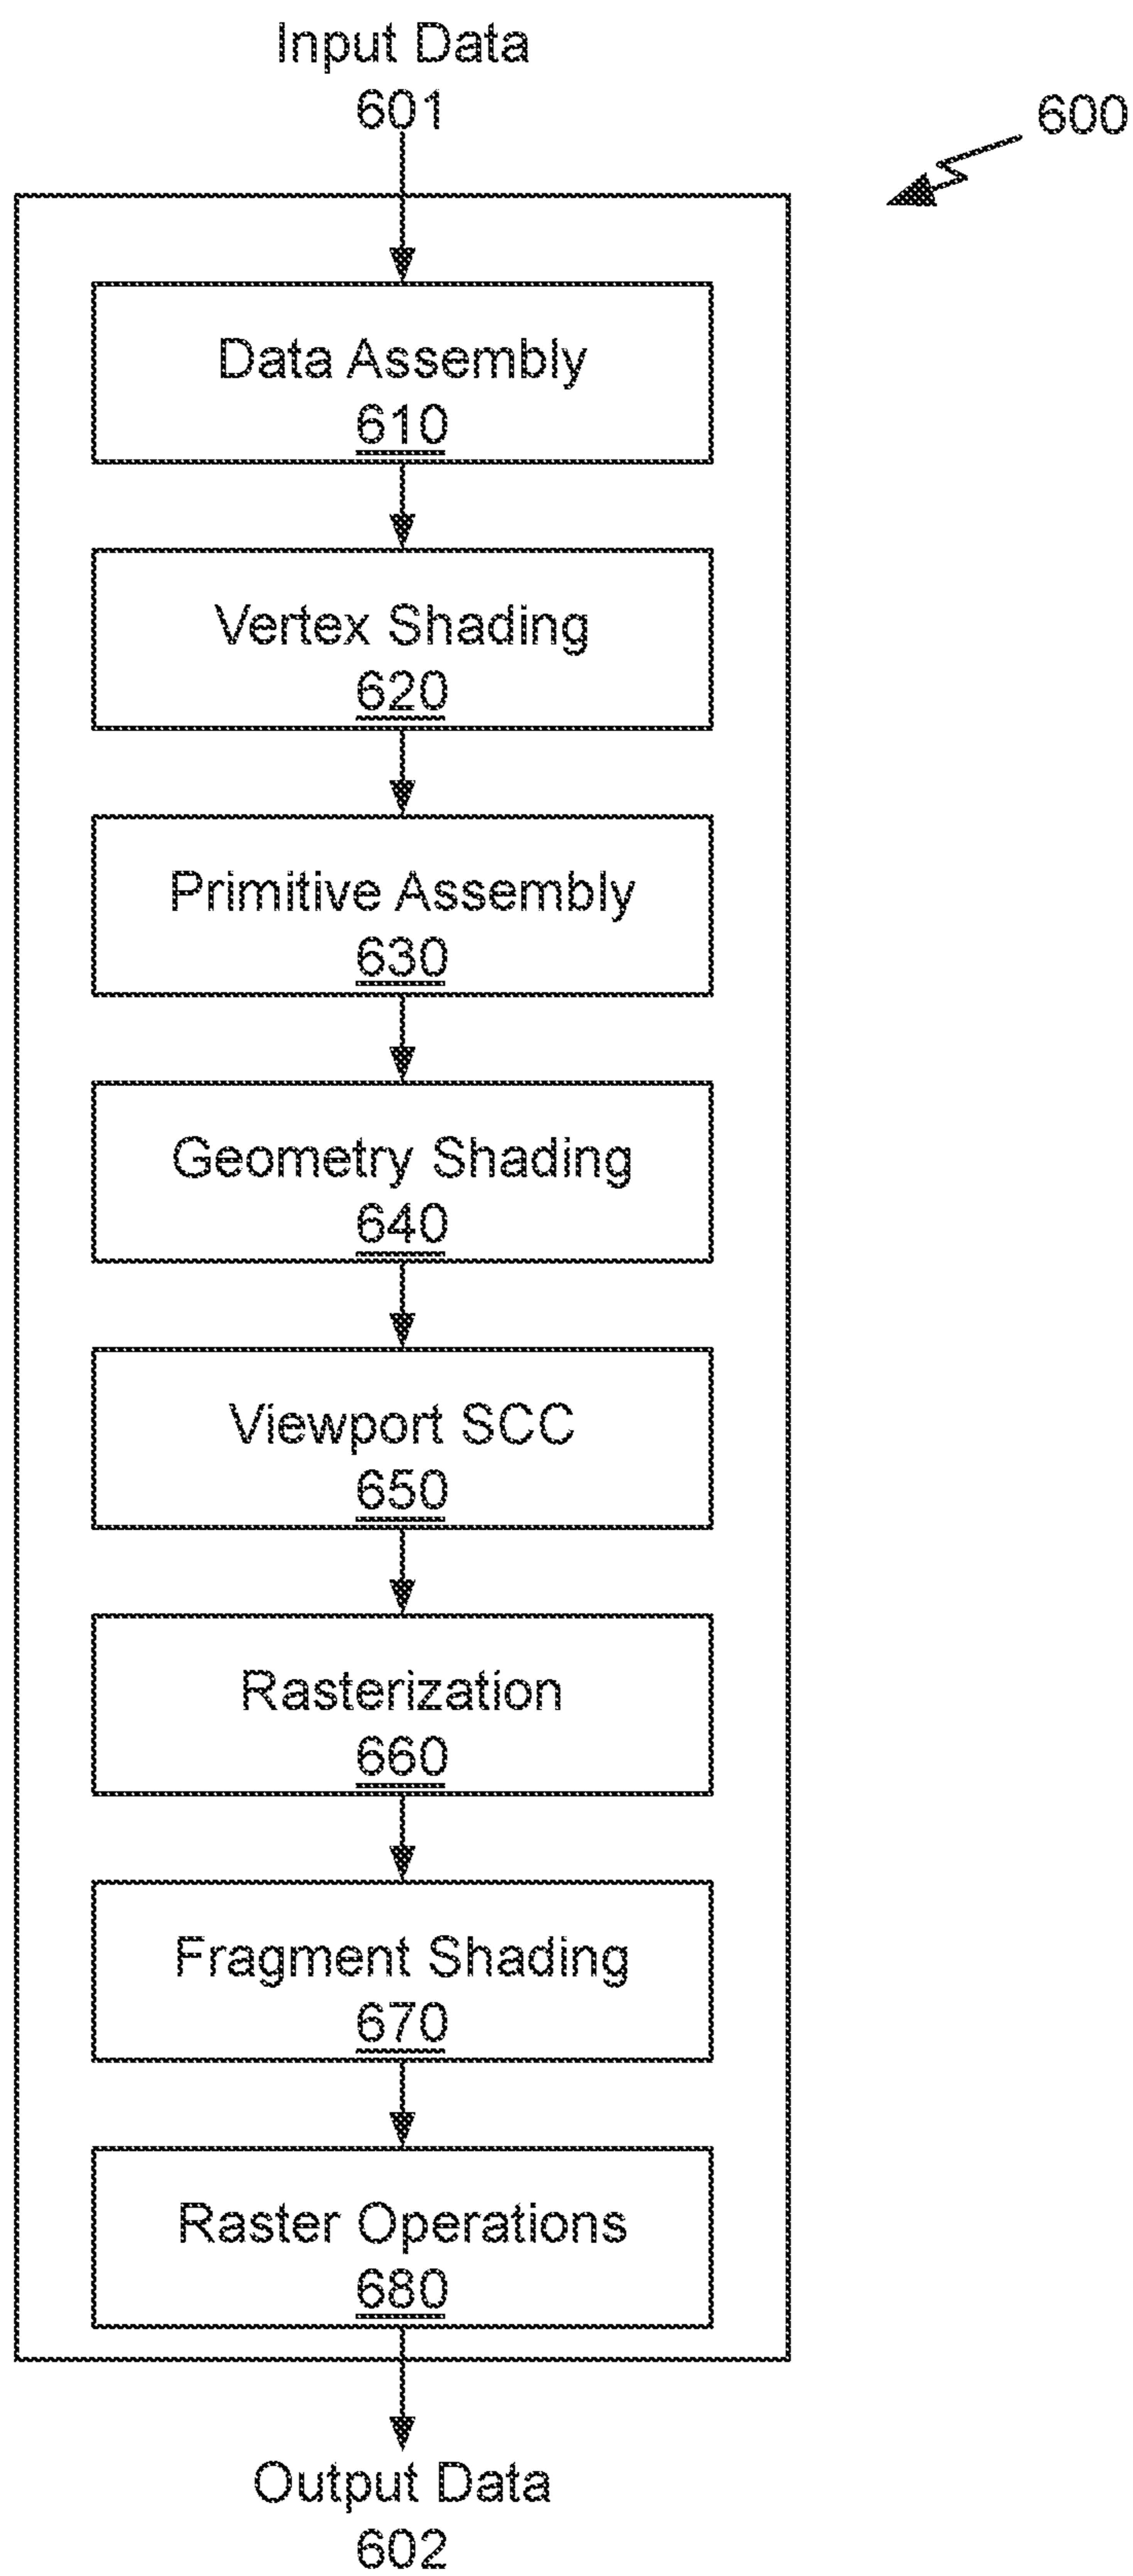 Input Data
601
600
Data Assembly
610
Vertex Shading
620
Primitive Assembly
630
Geometry Shading
640
Viewport SCC
650
Rasterization
660
Fragment Shading
670
Raster Operations
680
Output Data
602